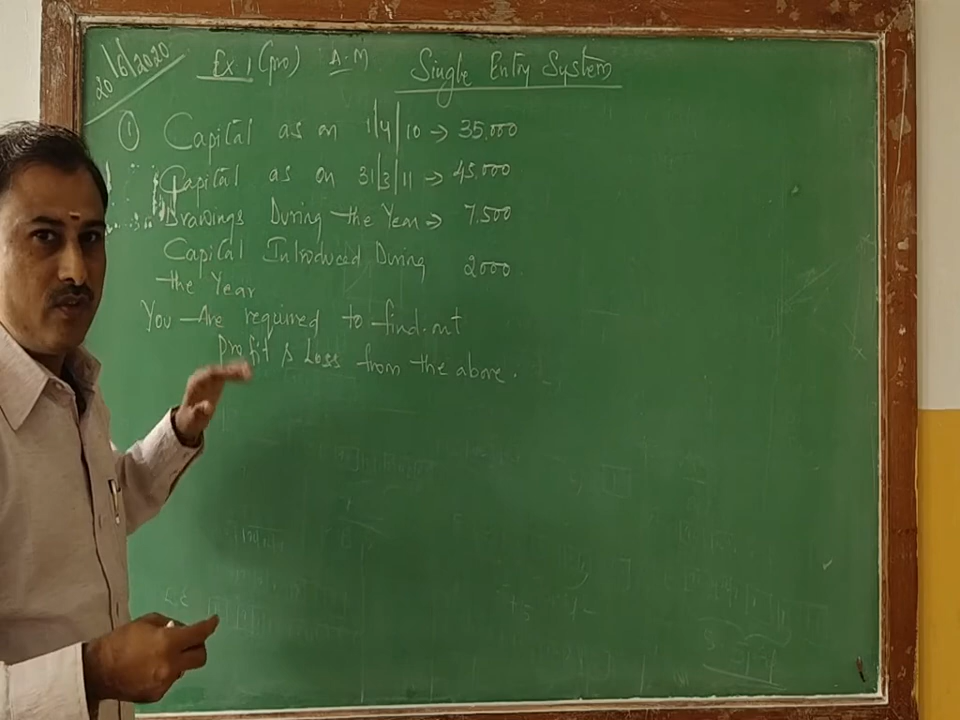 20/6/2020
Ex 1 (pro) A.M Single Entry System
① Capital as on 1/4/10 → 35,000
Capital as on 31/3/11 → 45,000
Drawings During the Year → 7,500
Capital Introduced During 2000
the Year
You Are required to find out
Profit & Loss from the above.